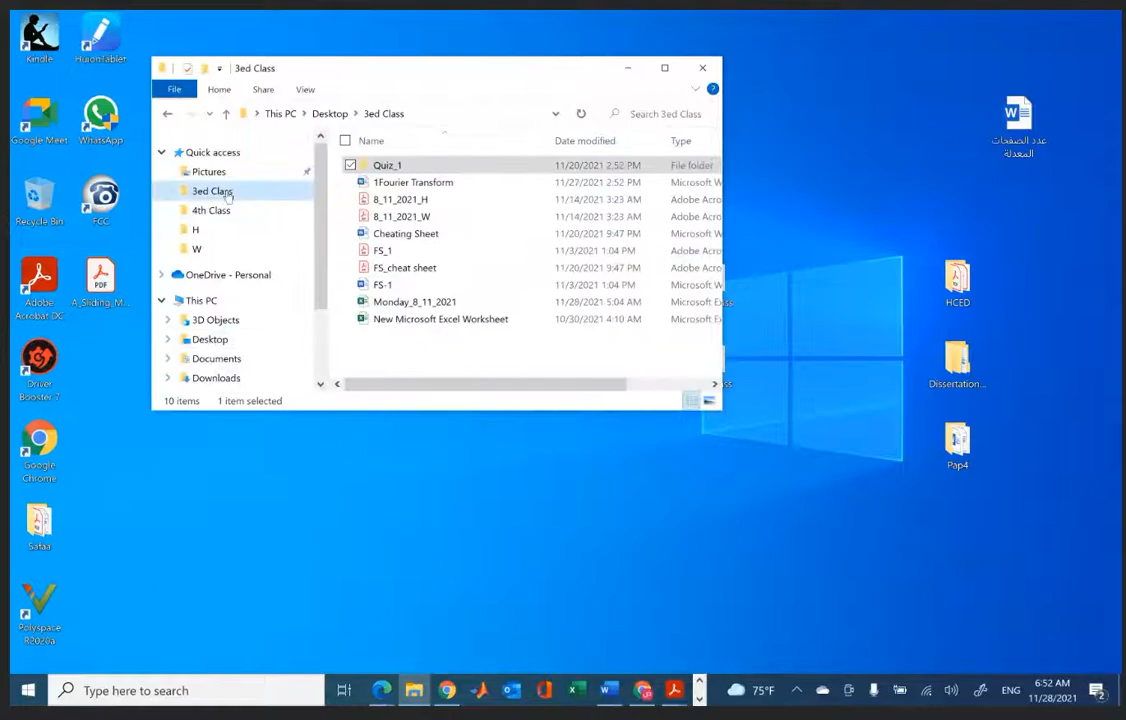 Kindle
HuionTablet
Google Meet
WhatsApp
Recycle Bin
FCC
Adobe
Acrobat DC
PDF
A_Sliding_M...
Driver
Booster 7
Google
Chrome
Sataa
Polyspace
R2020a
3ed Class
File
Home
Share
View
This PC > Desktop > 3ed Class
Search 3ed Class
Quick access
Pictures
3ed Class
4th Class
H
W
OneDrive - Personal
This PC
3D Objects
Desktop
Documents
Downloads
Name Date modified Type
Quiz_1 11/20/2021 2:52 PM File folder
1Fourier Transform 11/27/2021 2:52 PM Microsoft W
8_11_2021_H 11/14/2021 3:23 AM Adobe Acro
8_11_2021_W 11/14/2021 3:23 AM Adobe Acro
Cheating Sheet 11/20/2021 9:47 PM Microsoft W
FS_1 11/3/2021 1:04 PM Adobe Acro
FS_cheat sheet 11/20/2021 9:47 PM Adobe Acro
FS-1 11/3/2021 1:04 PM Microsoft W
Monday_8_11_2021 11/28/2021 5:04 AM Microsoft Ex
New Microsoft Excel Worksheet 10/30/2021 4:10 AM Microsoft Ex
10 items 1 item selected
عدد الصفحات
المعدلة
HCED
Dissertation...
Pap4
Type here to search
75°F
ENG
6:52 AM
11/28/2021
2